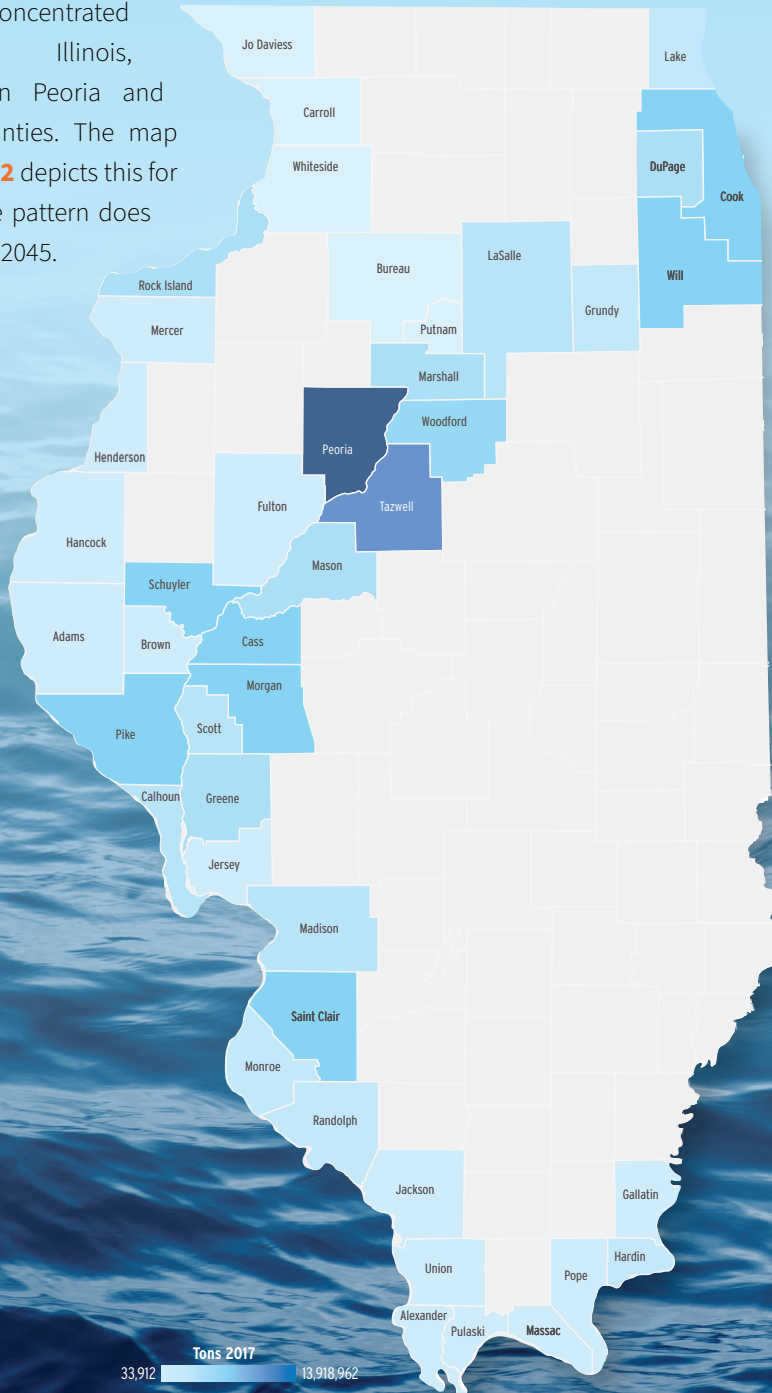 oncentrated
Illinois,
n Peoria and
nties. The map
2 depicts this for
e pattern does
2045.
Jo Daviess
Lake
Carroll
Whiteside
DuPage
Cook
Bureau
LaSalle
Will
Rock Island
Grundy
Mercer
Putnam
Marshall
Woodford
Peoria
Henderson
Fulton
Tazwell
Hancock
Mason
Schuyler
Adams
Brown
Cass
Morgan
Pike
Scott
Calhoun
Greene
Jersey
Madison
Saint Clair
Monroe
Randolph
Jackson
Gallatin
Union
Hardin
Pope
Alexander
Pulaski
Massac
Tons 2017
33,912
13,918,962